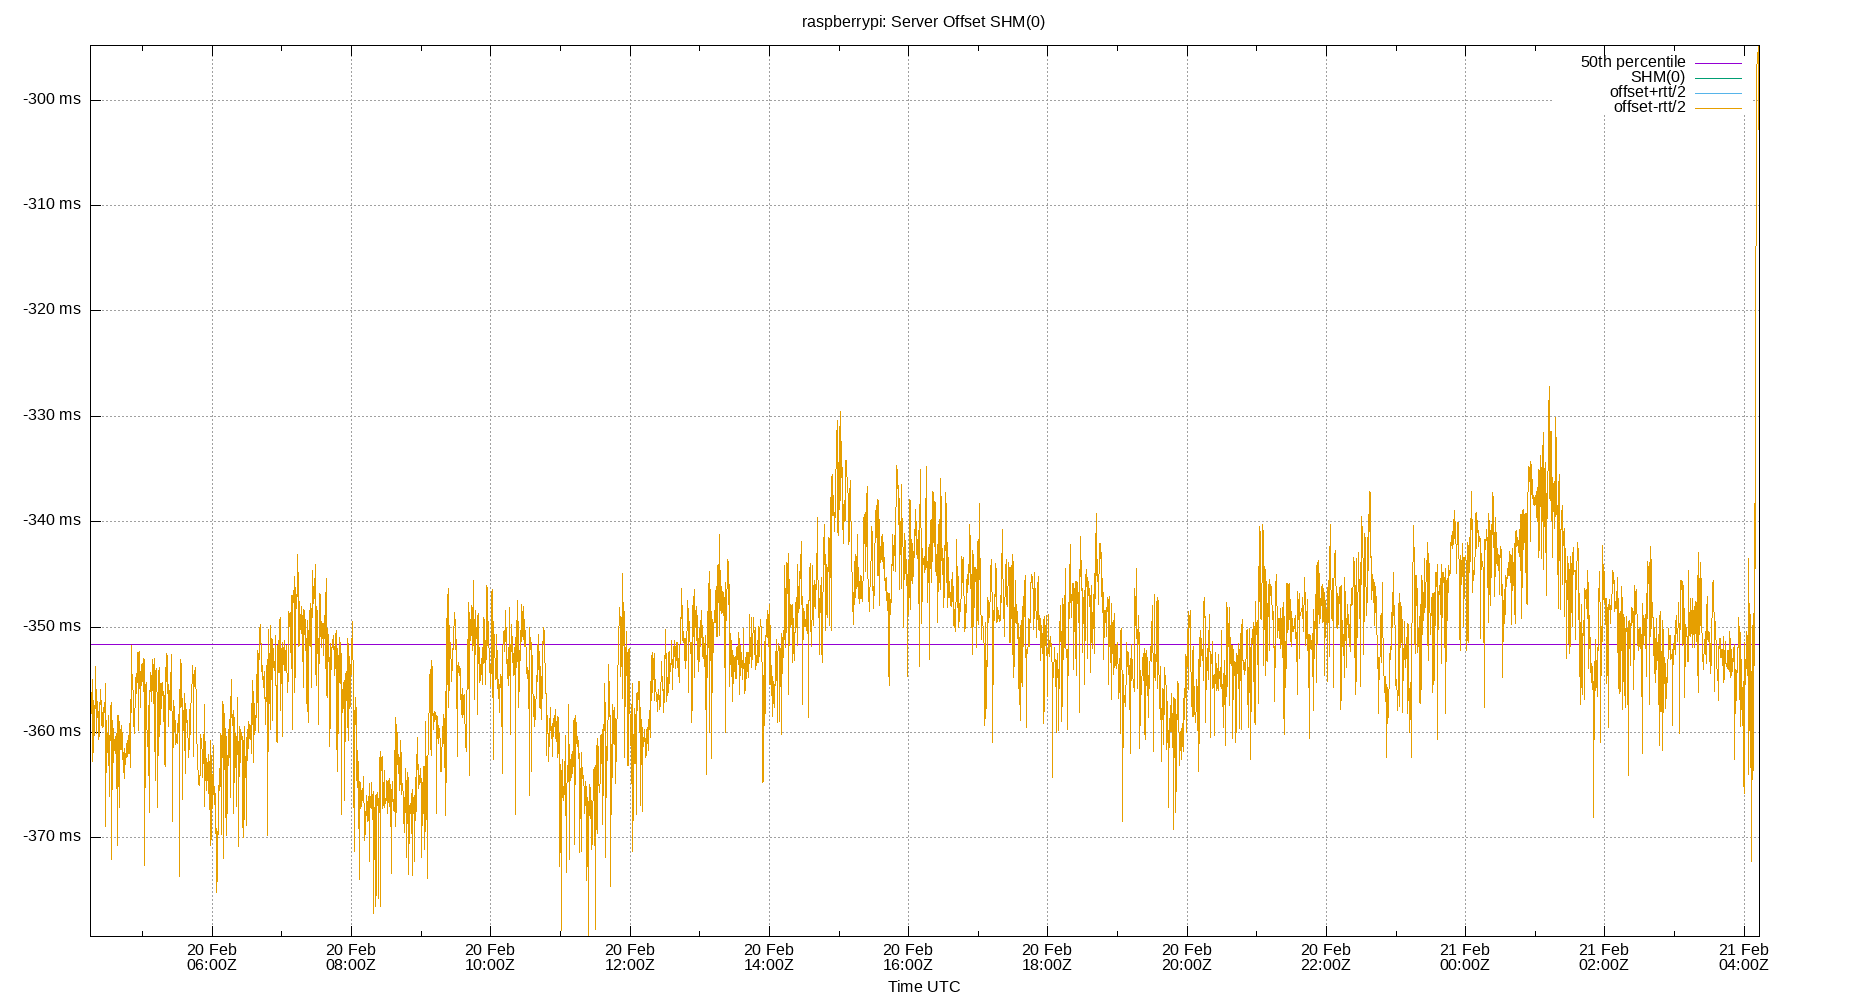 raspberrypi: Server Offset SHM(0)
50th percentile
SHM(0)
offset+rtt/2
offset-rtt/2
-300 ms
-310 ms
-320 ms
-330 ms
-340 ms
-350 ms
-360 ms
-370 ms
20 Feb 20 Feb 20 Feb 20 Feb 20 Feb 20 Feb 20 Feb 20 Feb 20 Feb 21 Feb 21 Feb 21 Feb
06:00Z 08:00Z 10:00Z 12:00Z 14:00Z 16:00Z 18:00Z 20:00Z 22:00Z 00:00Z 02:00Z 04:00Z
Time UTC